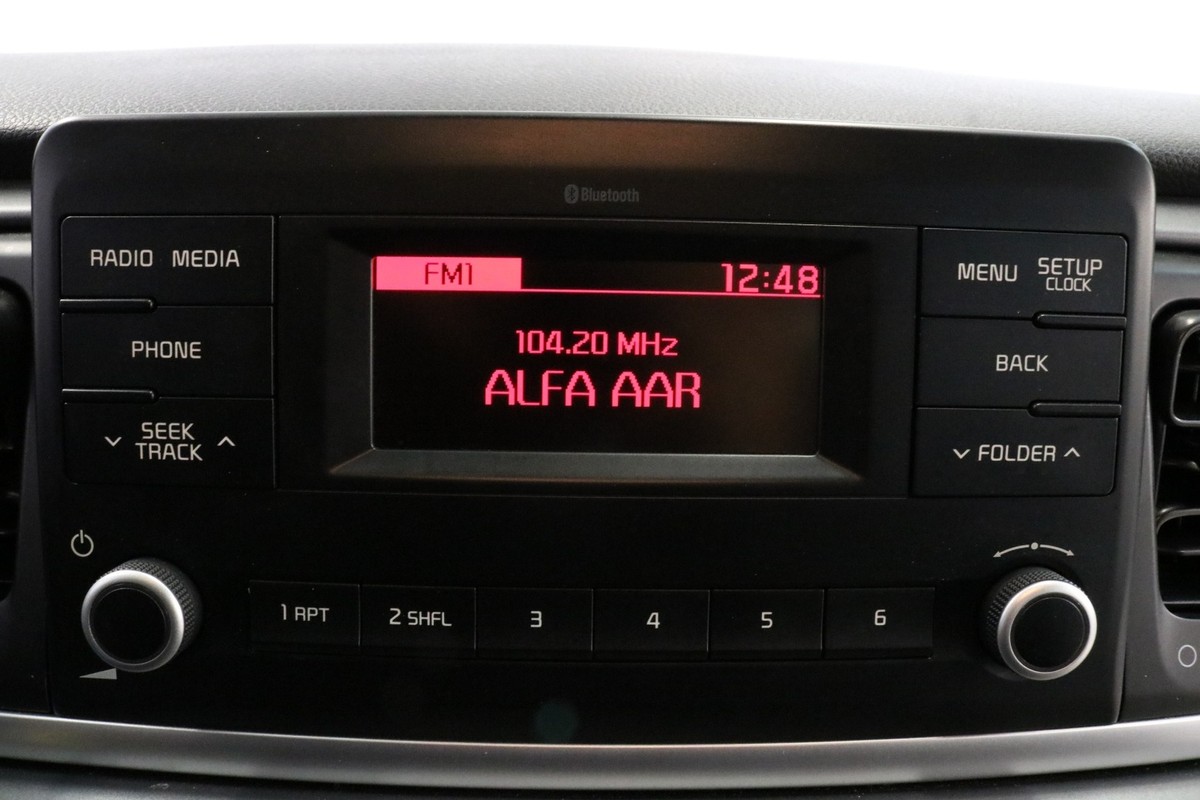 Bluetooth
RADIO MEDIA
PHONE
SEEK
TRACK
FM1 12:48
104.20 MHz
ALFA AAR
MENU SETUP
CLOCK
BACK
FOLDER
1 RPT 2 SHFL 3 4 5 6